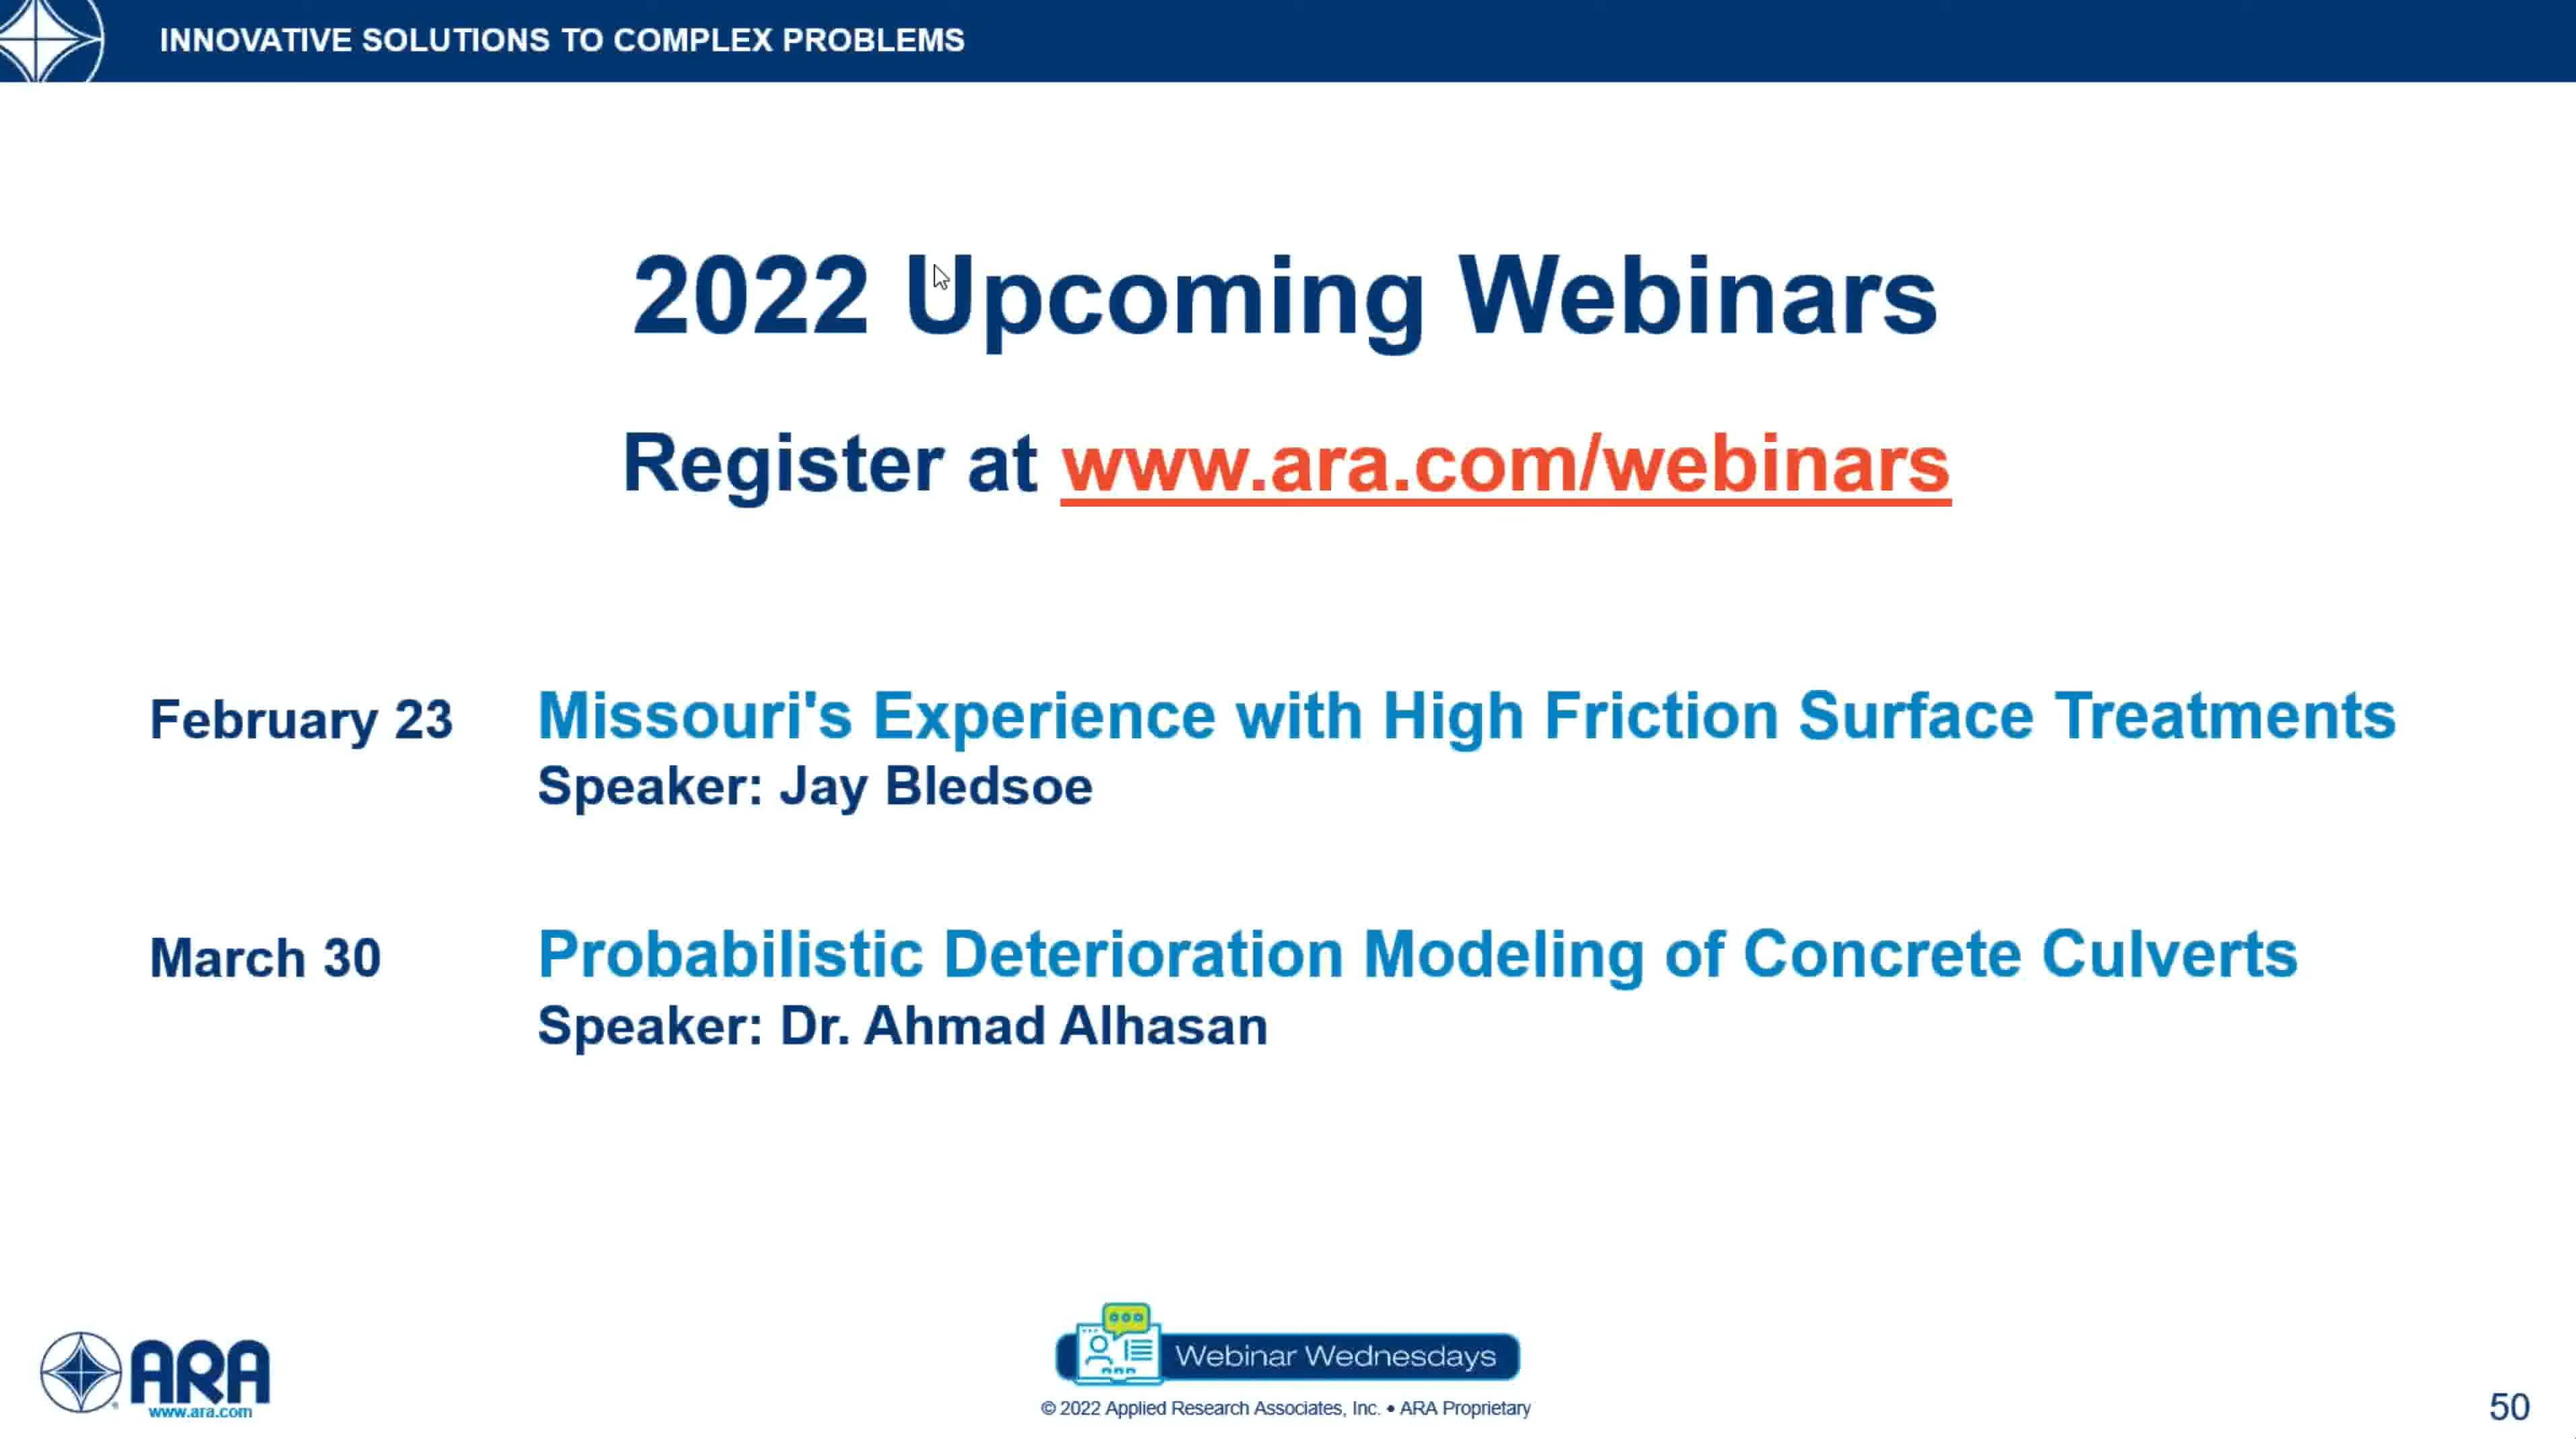 INNOVATIVE SOLUTIONS TO COMPLEX PROBLEMS
2022 Upcoming Webinars
Register at www.ara.com/webinars
February 23 Missouri's Experience with High Friction Surface Treatments
Speaker: Jay Bledsoe
March 30 Probabilistic Deterioration Modeling of Concrete Culverts
Speaker: Dr. Ahmad Alhasan
ARA
www.ara.com
Webinar Wednesdays
© 2022 Applied Research Associates, Inc. • ARA Proprietary
50